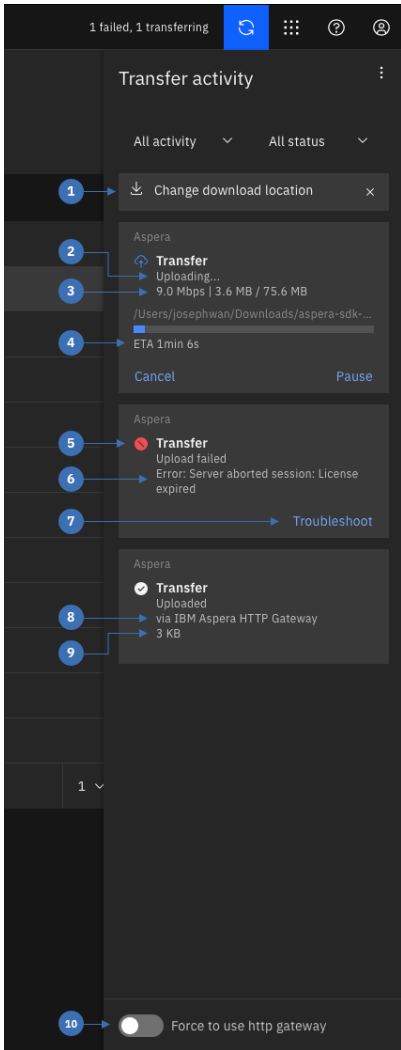 1 failed, 1 transferring
Transfer activity
All activity
All status
1
Change download location
Aspera
2
Transfer
Uploading...
3
9.0 Mbps | 3.6 MB / 75.6 MB
/Users/josephwan/Downloads/aspera-sdk-...
4
ETA 1min 6s
Cancel
Pause
Aspera
5
Transfer
Upload failed
6
Error: Server aborted session: License
expired
7
Troubleshoot
Aspera
Transfer
Uploaded
8
via IBM Aspera HTTP Gateway
9
3 KB
1
10
Force to use http gateway